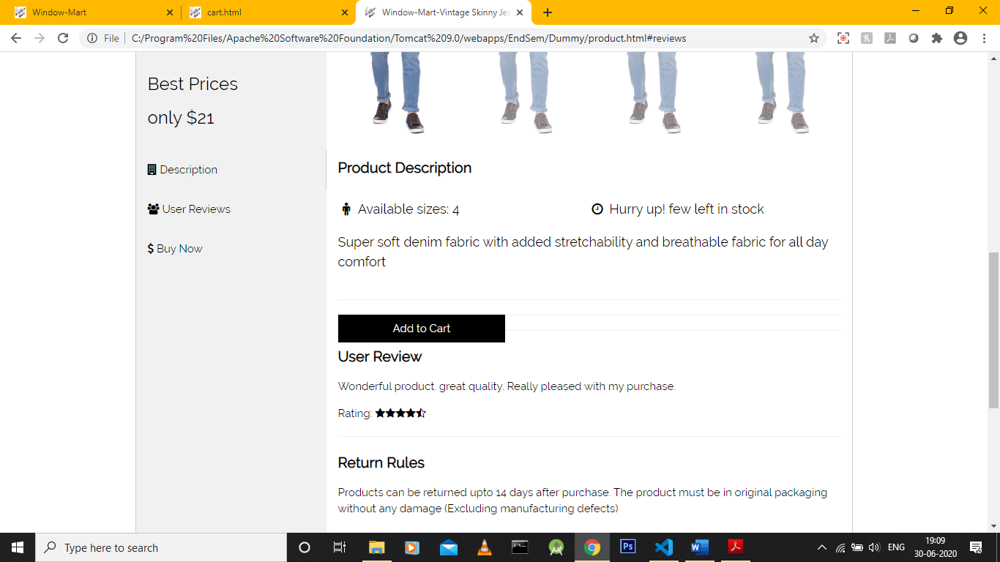 Window-Mart
cart.html
Window-Mart-Vintage Skinny Jea
File
C:/Program%20Files/Apache%20Software%20Foundation/Tomcat%209.0/webapps/EndSem/Dummy/product.html#reviews
Best Prices
only $21
Description
User Reviews
$ Buy Now
Product Description
Available sizes: 4
Hurry up! few left in stock
Super soft denim fabric with added stretchability and breathable fabric for all day
comfort
Add to Cart
User Review
Wonderful product. great quality. Really pleased with my purchase.
Rating:
Return Rules
Products can be returned upto 14 days after purchase. The product must be in original packaging
without any damage (Excluding manufacturing defects)
Type here to search
Ps
ENG
19:09
30-06-2020